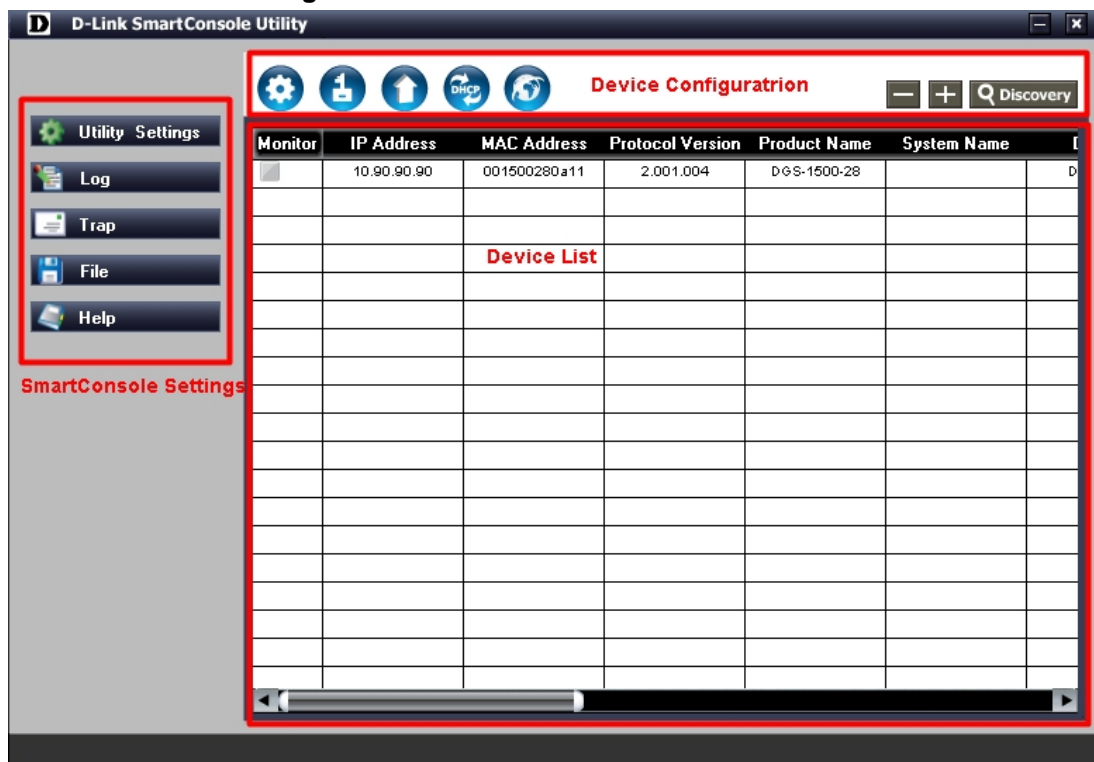 D-Link SmartConsole Utility
Device Configuratrion
DHCP
Discovery
Utility Settings
Log
Trap
File
Help
SmartConsole Settings
Monitor IP Address MAC Address Protocol Version Product Name System Name
10.90.90.90 001500280a11 2.001.004 DGS-1500-28
Device List